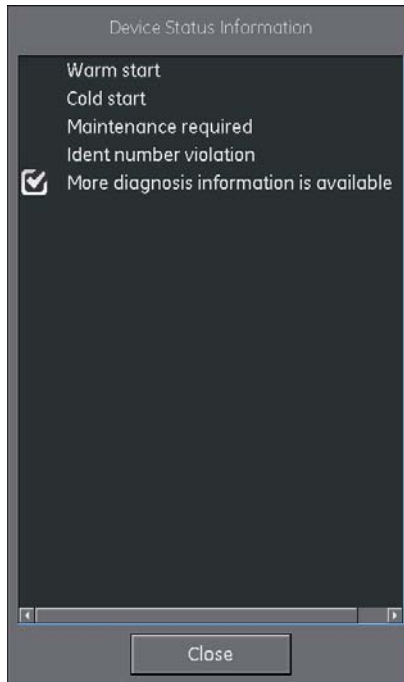 Device Status Information
Warm start
Cold start
Maintenance required
Ident number violation
More diagnosis information is available
Close